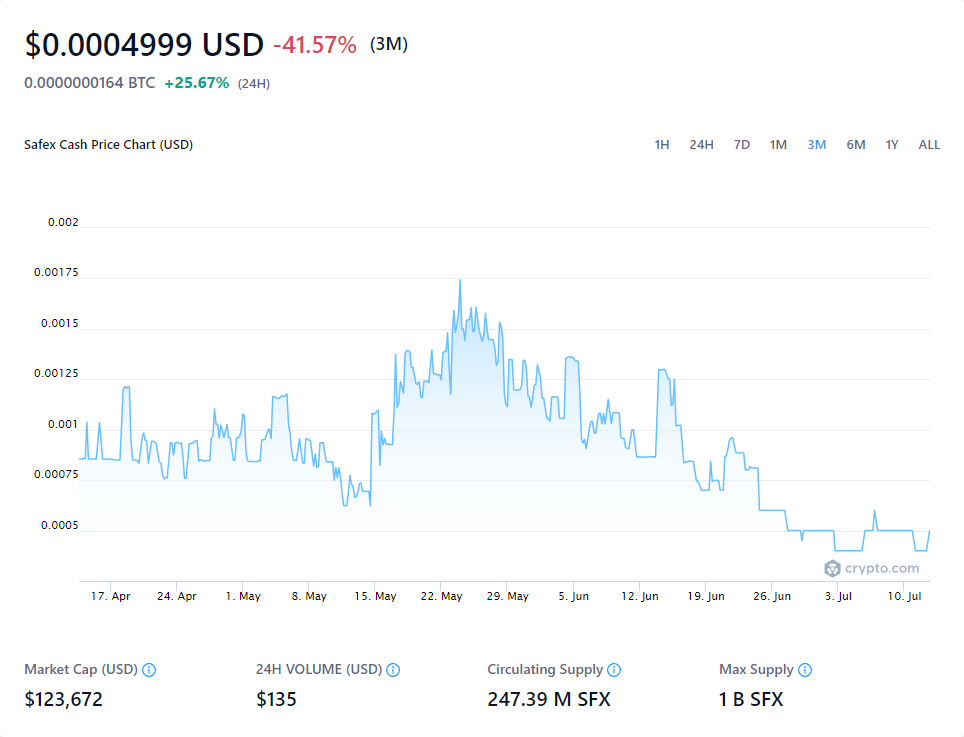 $0.0004999 USD -41.57% (3M)
0.0000000164 BTC +25.67% (24H)
Safex Cash Price Chart (USD) 1H 24H 7D 1M 3M 6M 1Y ALL
0.002
0.00175
0.0015
0.00125
0.001
0.00075
0.0005
crypto.com
17. Apr 24. Apr 1. May 8. May 15. May 22. May 29. May 5. Jun 12. Jun 19. Jun 26. Jun 3. Jul 10. Jul
Market Cap (USD) 24H VOLUME (USD) Circulating Supply Max Supply
$123,672 $135 247.39 M SFX 1 B SFX